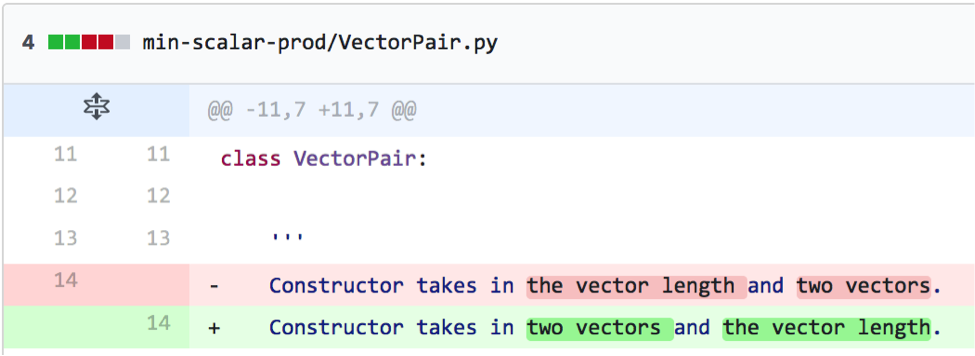 4 min-scalar-prod/VectorPair.py
@@ -11,7 +11,7 @@
11 11 class VectorPair:
12 12
13 13 '''
14 - Constructor takes in the vector length and two vectors.
14 + Constructor takes in two vectors and the vector length.